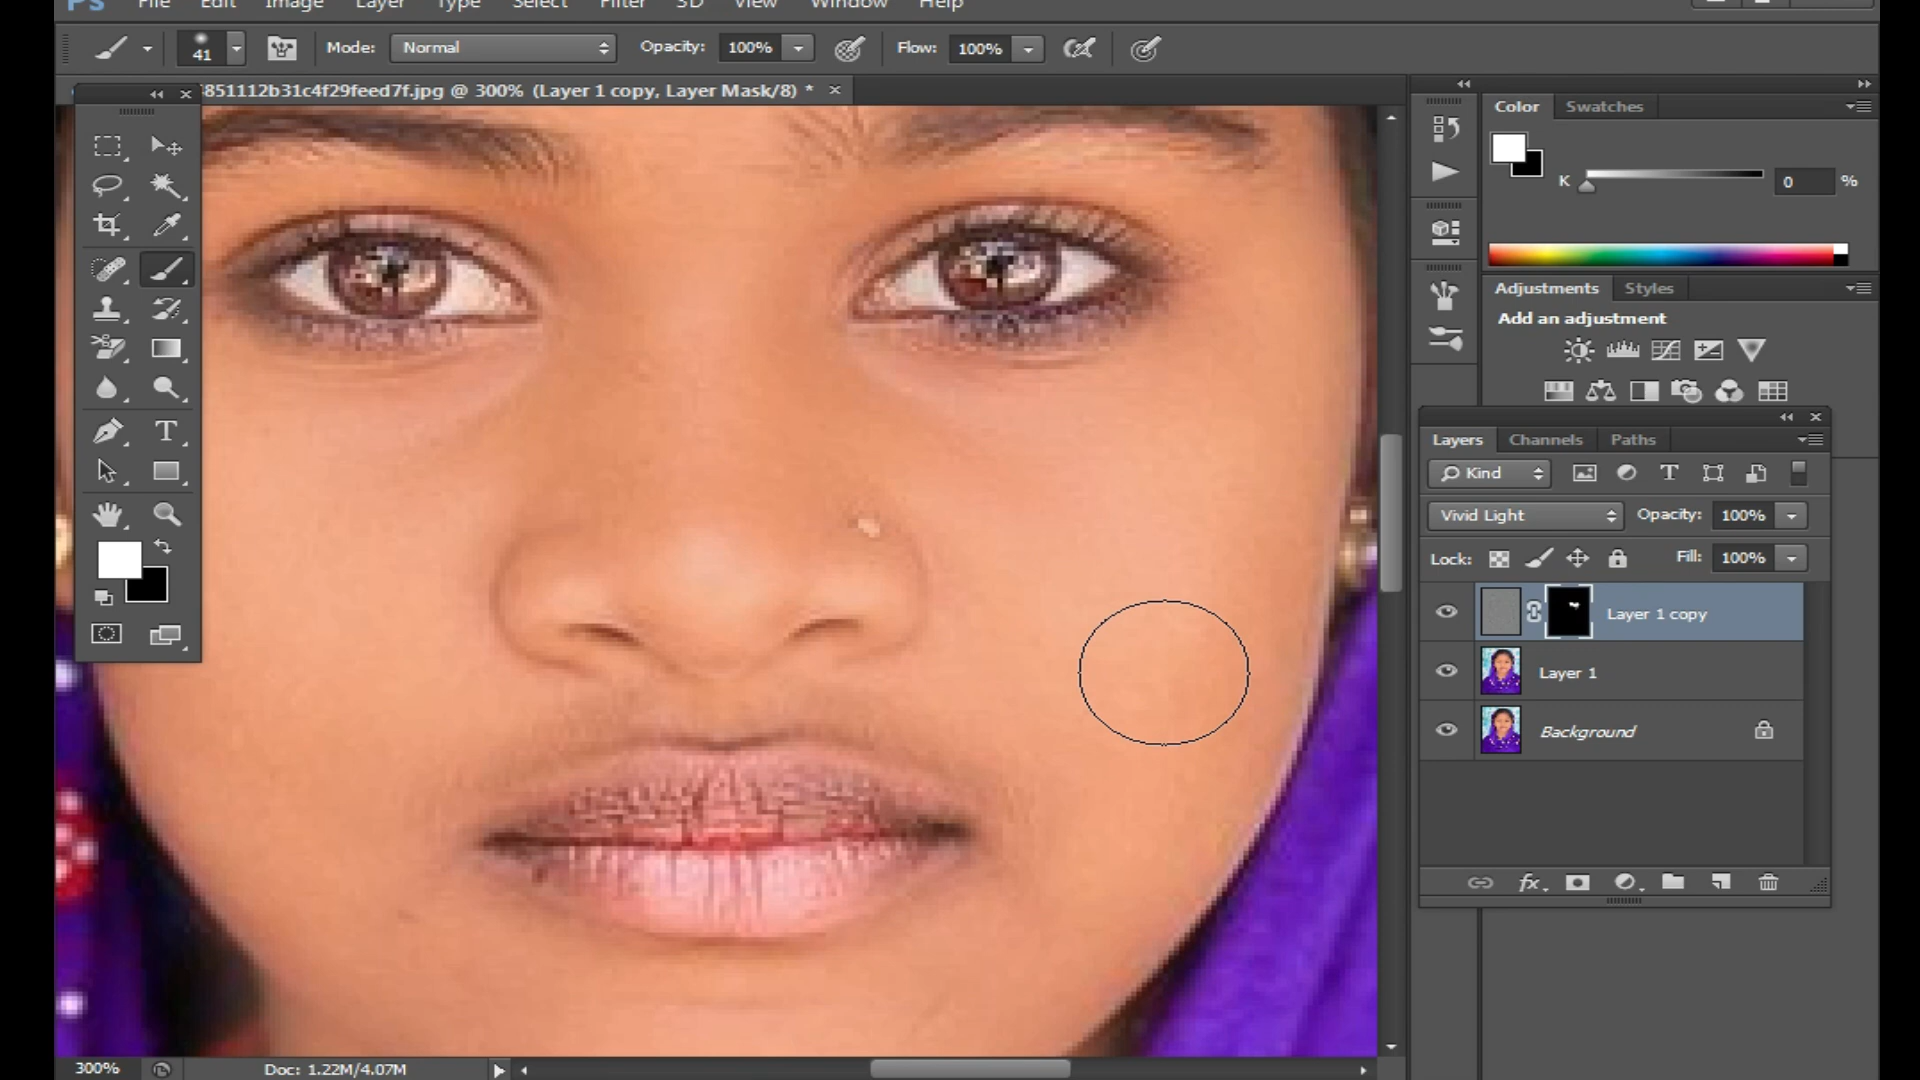 Ps File Edit Image Layer Type Select Filter 3D View Window Help
41 Mode: Normal Opacity: 100% Flow: 100%
851112b31c4f29feed7f.jpg @ 300% (Layer 1 copy, Layer Mask/8) *
Color Swatches
K 0 %
Adjustments Styles
Add an adjustment
Layers Channels Paths
Kind
Vivid Light Opacity: 100%
Lock: Fill: 100%
Layer 1 copy
Layer 1
Background
fx
300% Doc: 1.22M/4.07M